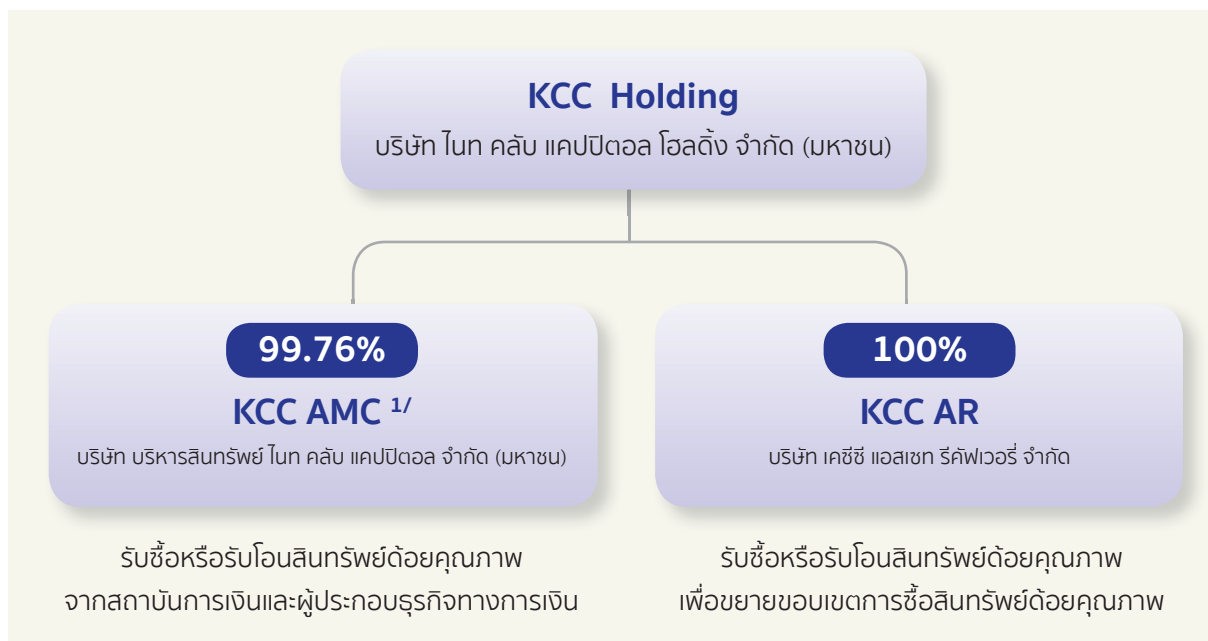 KCC Holding
บริษัท ไนท คลับ แคปปิตอล โฮลดิ้ง จำกัด (มหาชน)
99.76%
KCC AMC 1/
บริษัท บริหารสินทรัพย์ ไนท คลับ แคปปิตอล จำกัด (มหาชน)
รับซื้อหรือรับโอนสินทรัพย์ด้อยคุณภาพ
จากสถาบันการเงินและผู้ประกอบธุรกิจทางการเงิน
100%
KCC AR
บริษัท เคซีซี แอสเซท รีคัฟเวอรี่ จำกัด
รับซื้อหรือรับโอนสินทรัพย์ด้อยคุณภาพ
เพื่อขยายขอบเขตการซื้อสินทรัพย์ด้อยคุณภาพ